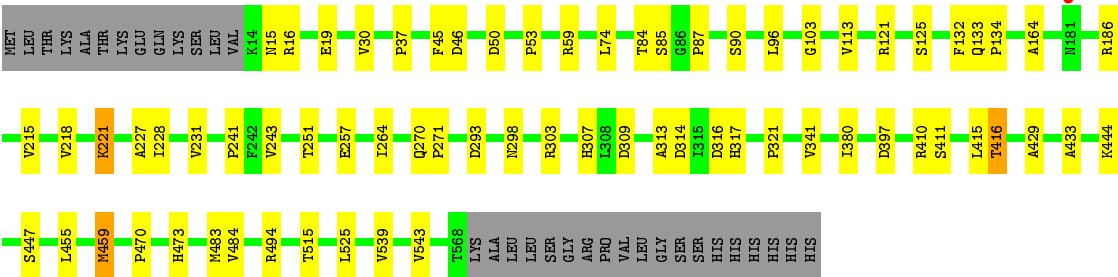 MET LEU THR LYS ALA THR LYS GLU GLN LYS SER LEU VAL K14 N15 R16 E19 V30 P37 F45 D46 D50 P53 R59 L74 T84 S85 G86 P87 S90 L96 G103 V113 R121 S125 F132 Q133 P134 A164 N181 R186
V215 V218 K221 A227 I228 V231 P241 F242 V243 T251 E257 I264 Q270 P271 D293 N298 R303 H307 L308 D309 A313 D314 I315 D316 H317 P321 V341 I380 D397 R410 S411 L415 T416 A429 A433 K444
S447 L455 M459 P470 H473 M483 V484 R494 T515 L525 V539 V543 T568 LYS ALA LEU LEU SER GLY ARG PRO VAL LEU GLY SER SER HIS HIS HIS HIS HIS HIS